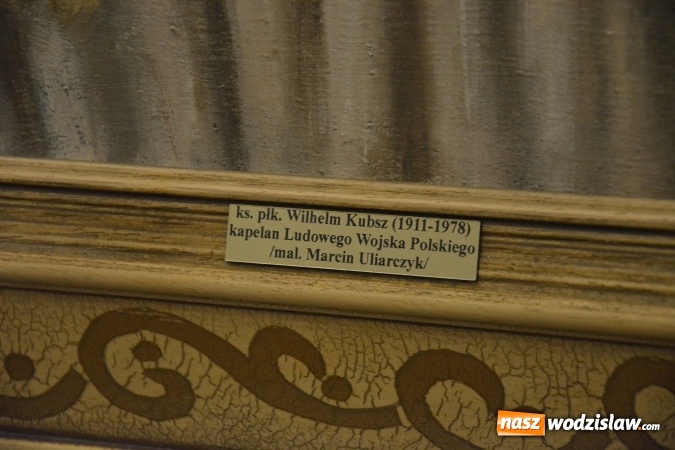 ks. płk. Wilhelm Kubsz (1911-1978)
kapelan Ludowego Wojska Polskiego
/mal. Marcin Uliarczyk/
nasz wodzislaw.com